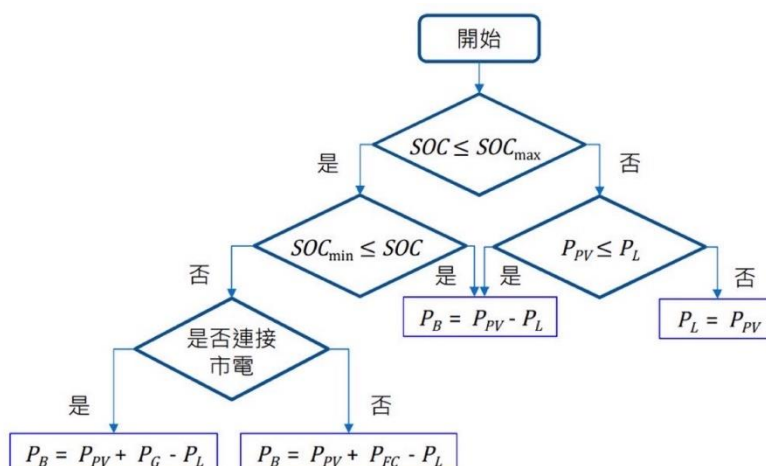 開始
SOC ≤ SOCmax
是
否
SOCmin ≤ SOC
PPV ≤ PL
否
是
是
否
PB = PPV - PL
PL = PPV
是否連接
市電
是
否
PB = PPV + PG - PL
PB = PPV + PFC - PL